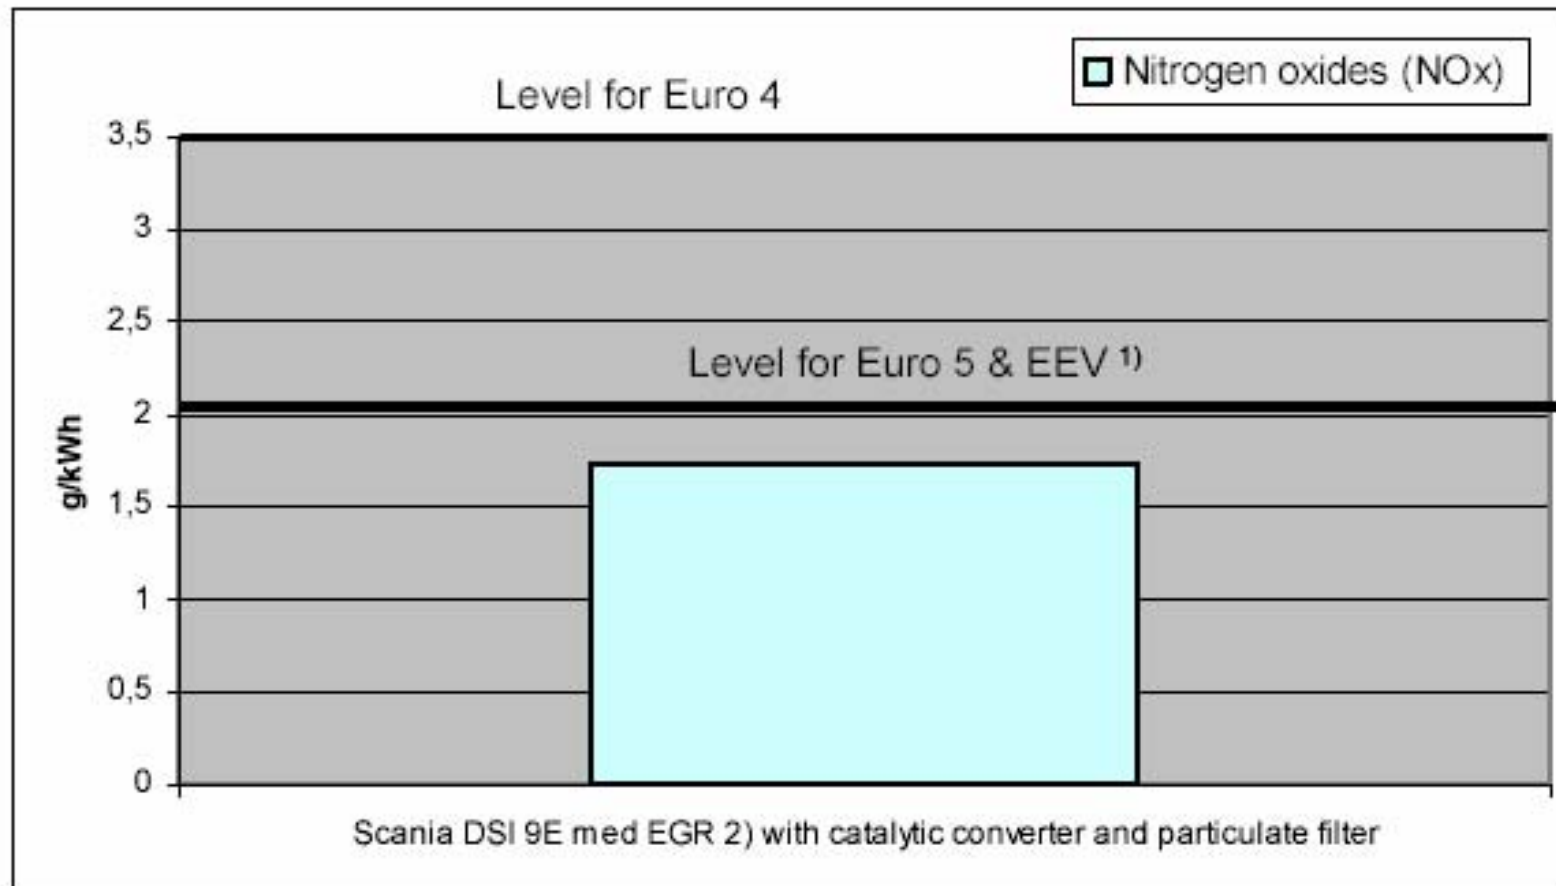 Nitrogen oxides (NOx)
Level for Euro 4
3,5
3
2,5
Level for Euro 5 & EEV ¹⁾
2
g/kWh
1,5
1
0,5
0
Scania DSI 9E med EGR 2) with catalytic converter and particulate filter